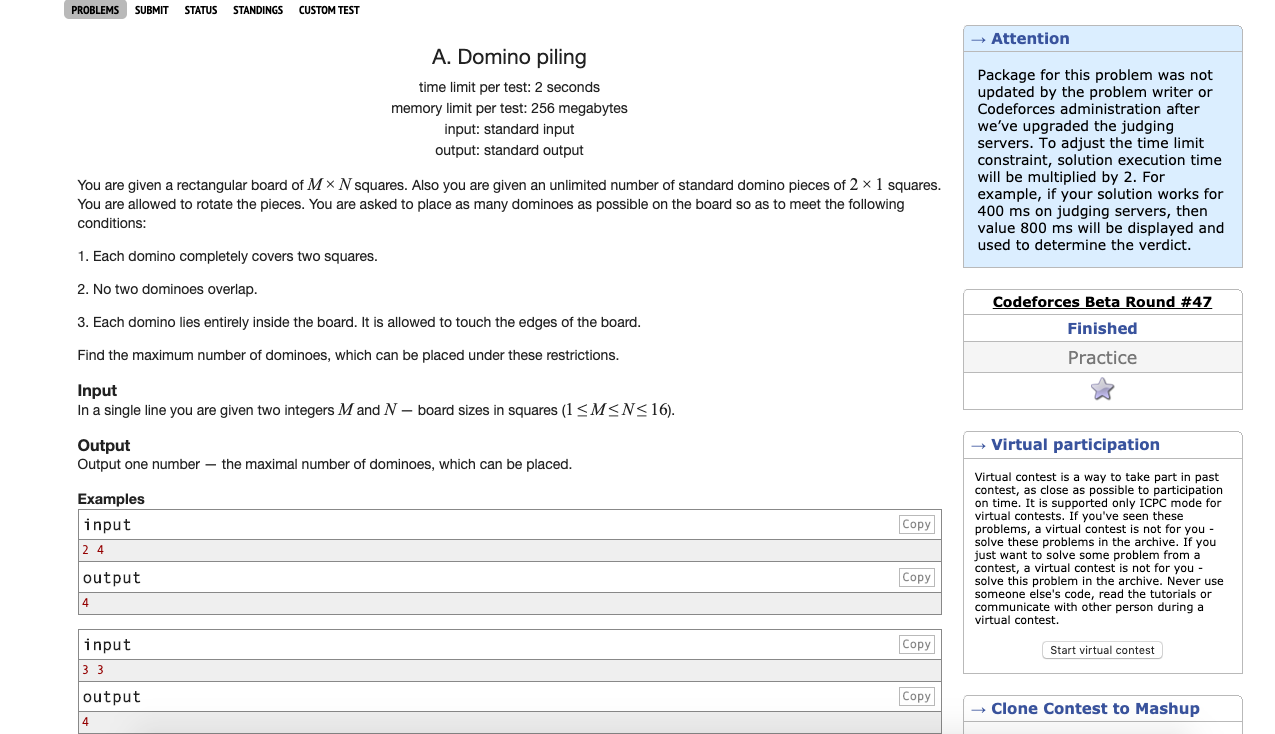 PROBLEMS SUBMIT STATUS STANDINGS CUSTOM TEST
A. Domino piling
time limit per test: 2 seconds
memory limit per test: 256 megabytes
input: standard input
output: standard output
You are given a rectangular board of M × N squares. Also you are given an unlimited number of standard domino pieces of 2 × 1 squares.
You are allowed to rotate the pieces. You are asked to place as many dominoes as possible on the board so as to meet the following
conditions:
1. Each domino completely covers two squares.
2. No two dominoes overlap.
3. Each domino lies entirely inside the board. It is allowed to touch the edges of the board.
Find the maximum number of dominoes, which can be placed under these restrictions.
Input
In a single line you are given two integers M and N — board sizes in squares (1 ≤ M ≤ N ≤ 16).
Output
Output one number — the maximal number of dominoes, which can be placed.
Examples
input Copy
2 4
output Copy
4
input Copy
3 3
output Copy
4
→ Attention
Package for this problem was not
updated by the problem writer or
Codeforces administration after
we’ve upgraded the judging
servers. To adjust the time limit
constraint, solution execution time
will be multiplied by 2. For
example, if your solution works for
400 ms on judging servers, then
value 800 ms will be displayed and
used to determine the verdict.
Codeforces Beta Round #47
Finished
Practice
→ Virtual participation
Virtual contest is a way to take part in past
contest, as close as possible to participation
on time. It is supported only ICPC mode for
virtual contests. If you've seen these
problems, a virtual contest is not for you -
solve these problems in the archive. If you
just want to solve some problem from a
contest, a virtual contest is not for you -
solve this problem in the archive. Never use
someone else's code, read the tutorials or
communicate with other person during a
virtual contest.
Start virtual contest
→ Clone Contest to Mashup